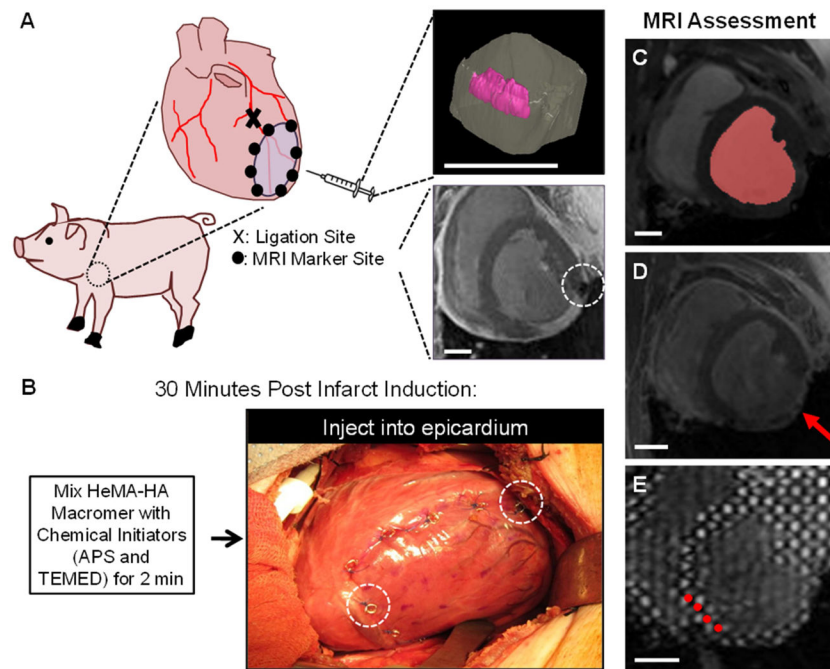 A
MRI Assessment
C
X: Ligation Site
●: MRI Marker Site
D
B
30 Minutes Post Infarct Induction:
Inject into epicardium
Mix HeMA-HA
Macromer with
Chemical Initiators
(APS and
TEMED) for 2 min
E